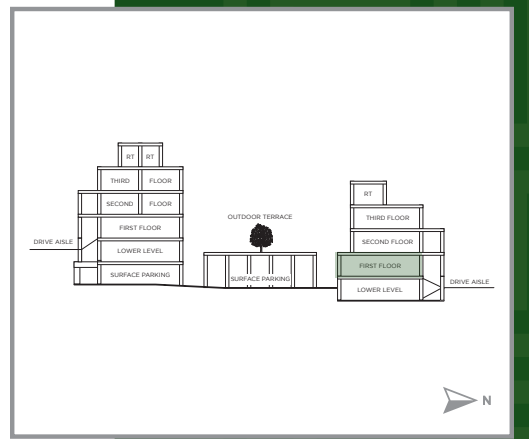 RT RT
THIRD FLOOR
SECOND FLOOR
FIRST FLOOR
DRIVE AISLE
LOWER LEVEL
SURFACE PARKING
OUTDOOR TERRACE
SURFACE PARKING
RT
THIRD FLOOR
SECOND FLOOR
FIRST FLOOR
DRIVE AISLE
LOWER LEVEL
N